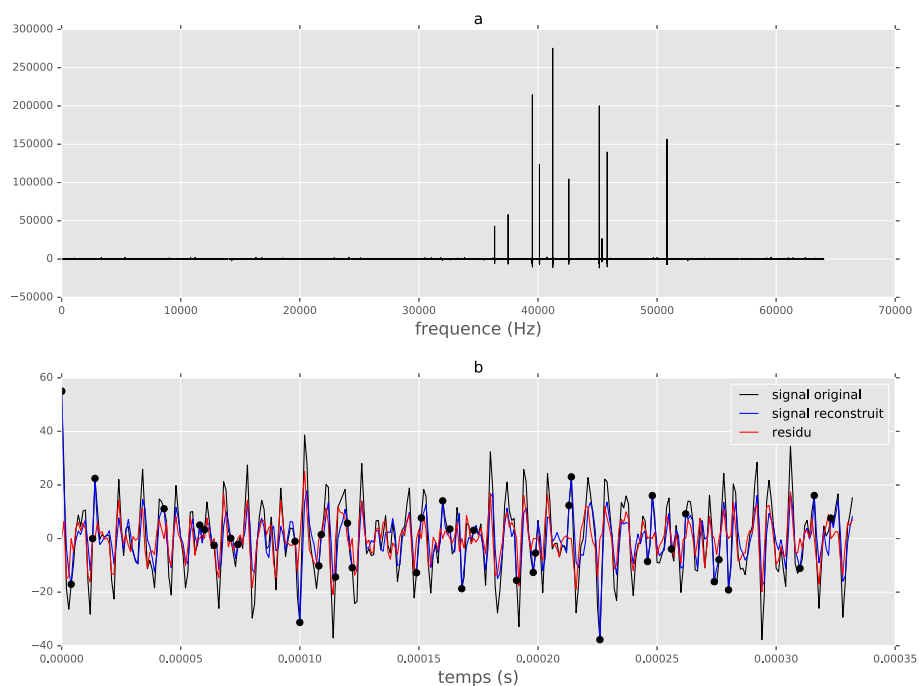 a
300000
250000
200000
150000
100000
50000
0
−50000
0 10000 20000 30000 40000 50000 60000 70000
frequence (Hz)
b
60
40
20
0
−20
−40
signal original
signal reconstruit
residu
0.00000 0.00005 0.00010 0.00015 0.00020 0.00025 0.00030 0.00035
temps (s)